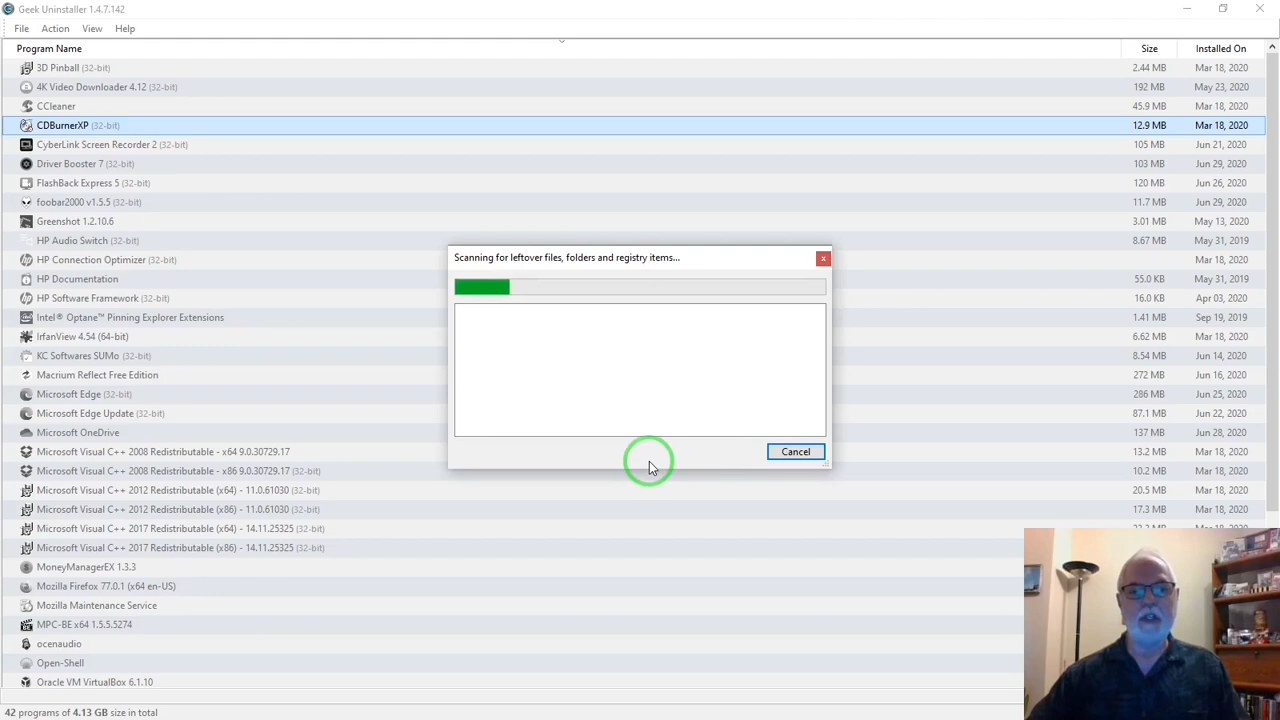 Geek Uninstaller 1.4.7.142
File Action View Help
Program Name Size Installed On
3D Pinball (32-bit) 2.44 MB Mar 18, 2020
4K Video Downloader 4.12 (32-bit) 192 MB May 23, 2020
CCleaner 45.9 MB Mar 18, 2020
CDBurnerXP (32-bit) 12.9 MB Mar 18, 2020
CyberLink Screen Recorder 2 (32-bit) 105 MB Jun 21, 2020
Driver Booster 7 (32-bit) 103 MB Jun 29, 2020
FlashBack Express 5 (32-bit) 120 MB Jun 26, 2020
foobar2000 v1.5.5 (32-bit) 11.7 MB Jun 29, 2020
Greenshot 1.2.10.6 3.01 MB May 13, 2020
HP Audio Switch (32-bit) 8.67 MB May 31, 2019
HP Connection Optimizer (32-bit) Mar 18, 2020
HP Documentation 55.0 KB May 31, 2019
HP Software Framework (32-bit) 16.0 KB Apr 03, 2020
Intel® Optane™ Pinning Explorer Extensions 1.41 MB Sep 19, 2019
IrfanView 4.54 (64-bit) 6.62 MB Mar 18, 2020
KC Softwares SUMo (32-bit) 8.54 MB Jun 14, 2020
Macrium Reflect Free Edition 272 MB Jun 16, 2020
Microsoft Edge (32-bit) 286 MB Jun 25, 2020
Microsoft Edge Update (32-bit) 87.1 MB Jun 22, 2020
Microsoft OneDrive 137 MB Jun 28, 2020
Microsoft Visual C++ 2008 Redistributable - x64 9.0.30729.17 13.2 MB Mar 18, 2020
Microsoft Visual C++ 2008 Redistributable - x86 9.0.30729.17 (32-bit) 10.2 MB Mar 18, 2020
Microsoft Visual C++ 2012 Redistributable (x64) - 11.0.61030 (32-bit) 20.5 MB Mar 18, 2020
Microsoft Visual C++ 2012 Redistributable (x86) - 11.0.61030 (32-bit) 17.3 MB Mar 18, 2020
Microsoft Visual C++ 2017 Redistributable (x64) - 14.11.25325 (32-bit) Mar 18, 2020
Microsoft Visual C++ 2017 Redistributable (x86) - 14.11.25325 (32-bit)
MoneyManagerEX 1.3.3
Mozilla Firefox 77.0.1 (x64 en-US)
Mozilla Maintenance Service
MPC-BE x64 1.5.5.5274
ocenaudio
Open-Shell
Oracle VM VirtualBox 6.1.10
42 programs of 4.13 GB size in total
Scanning for leftover files, folders and registry items...
Cancel